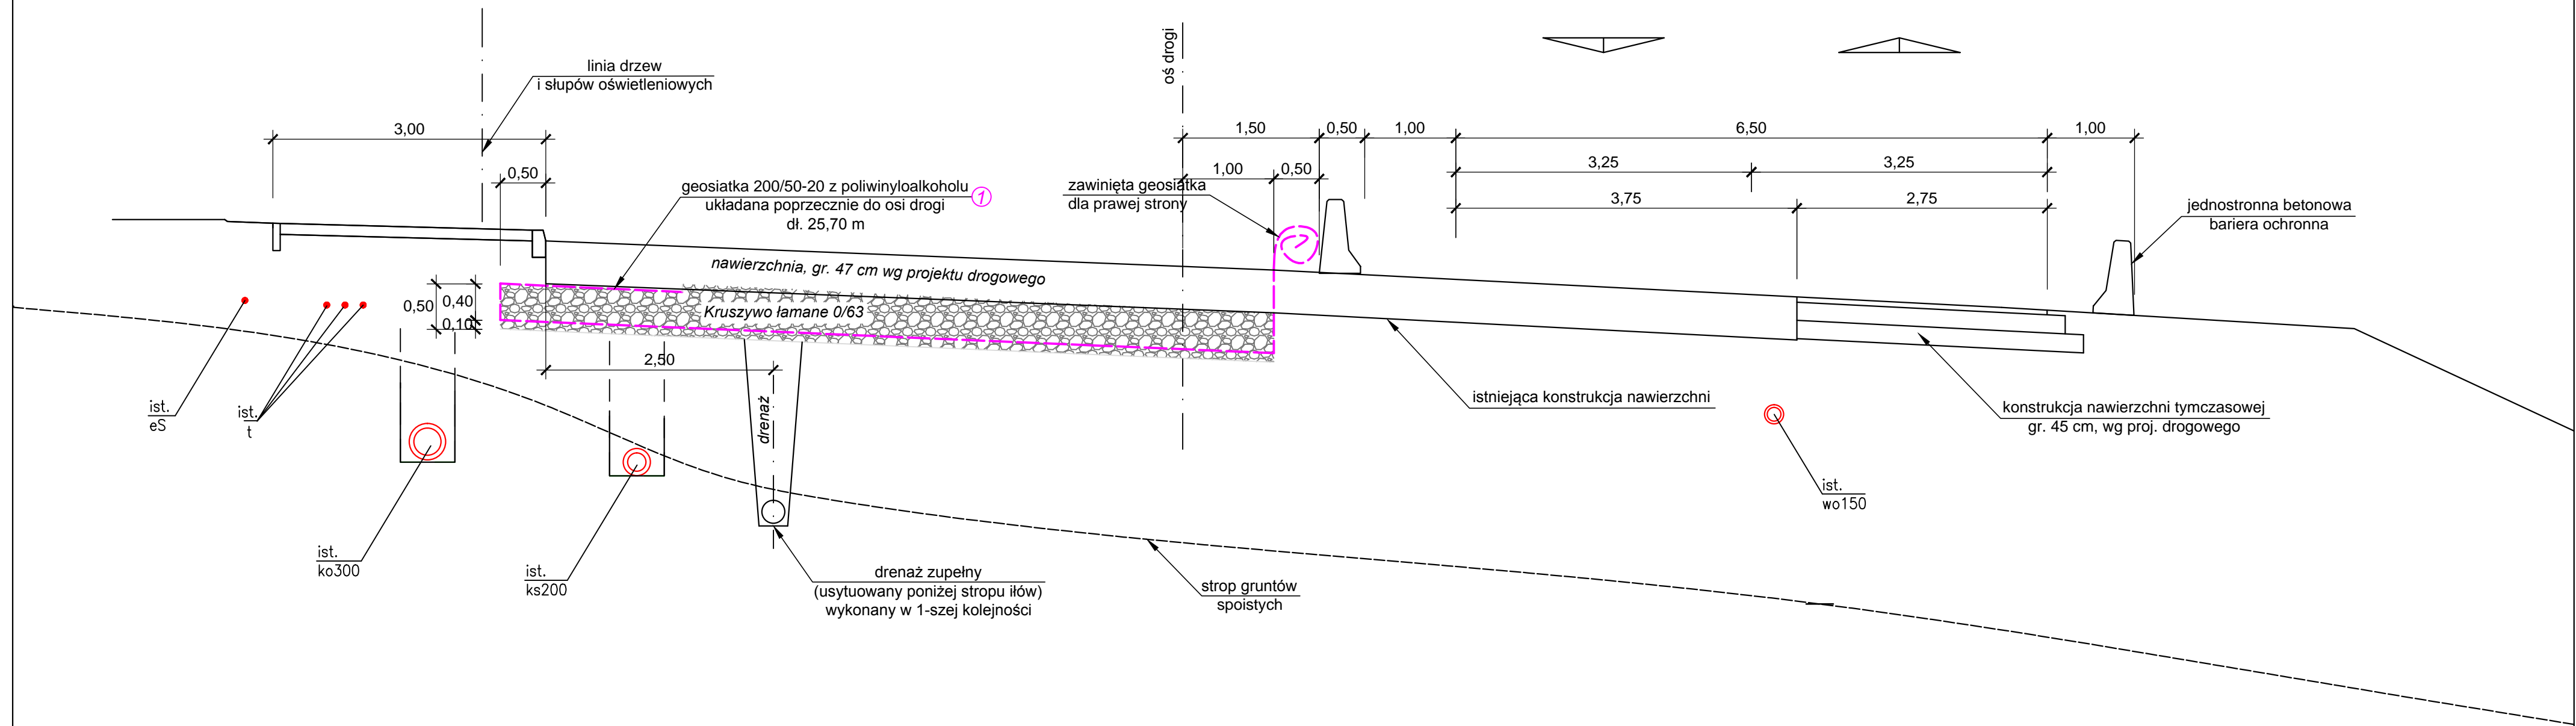 linia drzew
i słupów oświetleniowych
oś drogi
3,00
1,50
0,50
1,00
6,50
1,00
0,50
1,00
0,50
3,25
3,25
3,75
2,75
geosiatka 200/50-20 z poliwinyloalkoholu
1
układana poprzecznie do osi drogi
dł. 25,70 m
zawinięta geosiatka
dla prawej strony
jednostronna betonowa
bariera ochronna
nawierzchnia, gr. 47 cm wg projektu drogowego
0,50
0,40
0,10
Kruszywo łamane 0/63
2,50
drenaż
istniejąca konstrukcja nawierzchni
konstrukcja nawierzchni tymczasowej
gr. 45 cm, wg proj. drogowego
ist.
eS
ist.
t
ist.
wo150
ist.
ko300
ist.
ks200
drenaż zupełny
(usytuowany poniżej stropu iłów)
wykonany w 1-szej kolejności
strop gruntów
spoistych